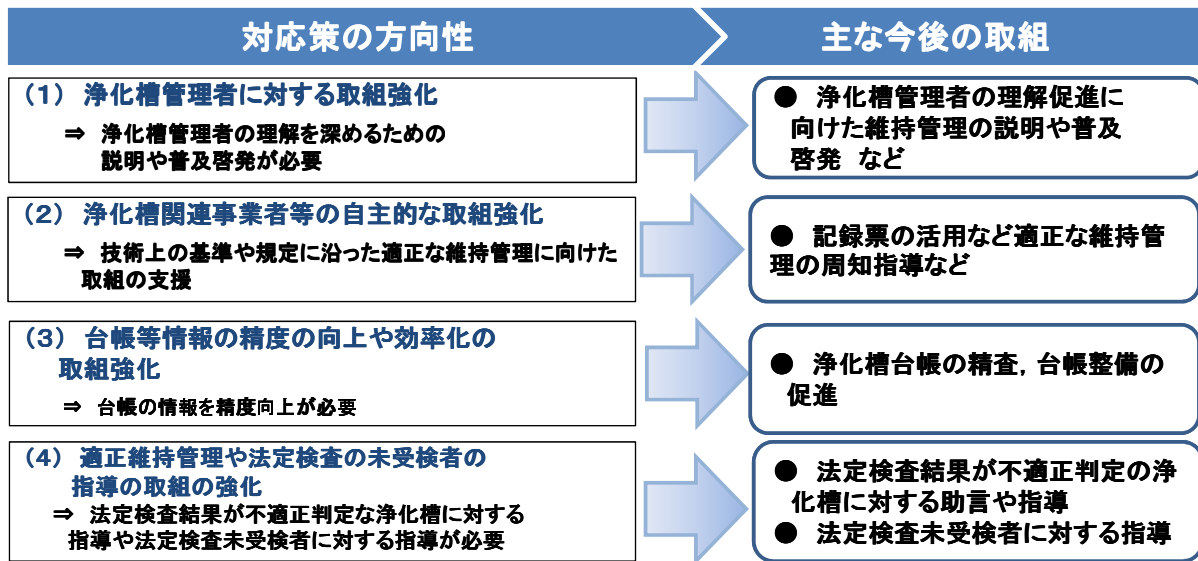 対応策の方向性
主な今後の取組
(1) 浄化槽管理者に対する取組強化
⇒ 浄化槽管理者の理解を深めるための
説明や普及啓発が必要
● 浄化槽管理者の理解促進に
向けた維持管理の説明や普及
啓発 など
(2) 浄化槽関連事業者等の自主的な取組強化
⇒ 技術上の基準や規定に沿った適正な維持管理に向けた
取組の支援
● 記録票の活用など適正な維持管
理の周知指導など
(3) 台帳等情報の精度の向上や効率化の
取組強化
⇒ 台帳の情報を精度向上が必要
● 浄化槽台帳の精査，台帳整備の
促進
(4) 適正維持管理や法定検査の未受検者の
指導の取組の強化
⇒ 法定検査結果が不適正判定な浄化槽に対する
指導や法定検査未受検者に対する指導が必要
● 法定検査結果が不適正判定の浄
化槽に対する助言や指導
● 法定検査未受検者に対する指導